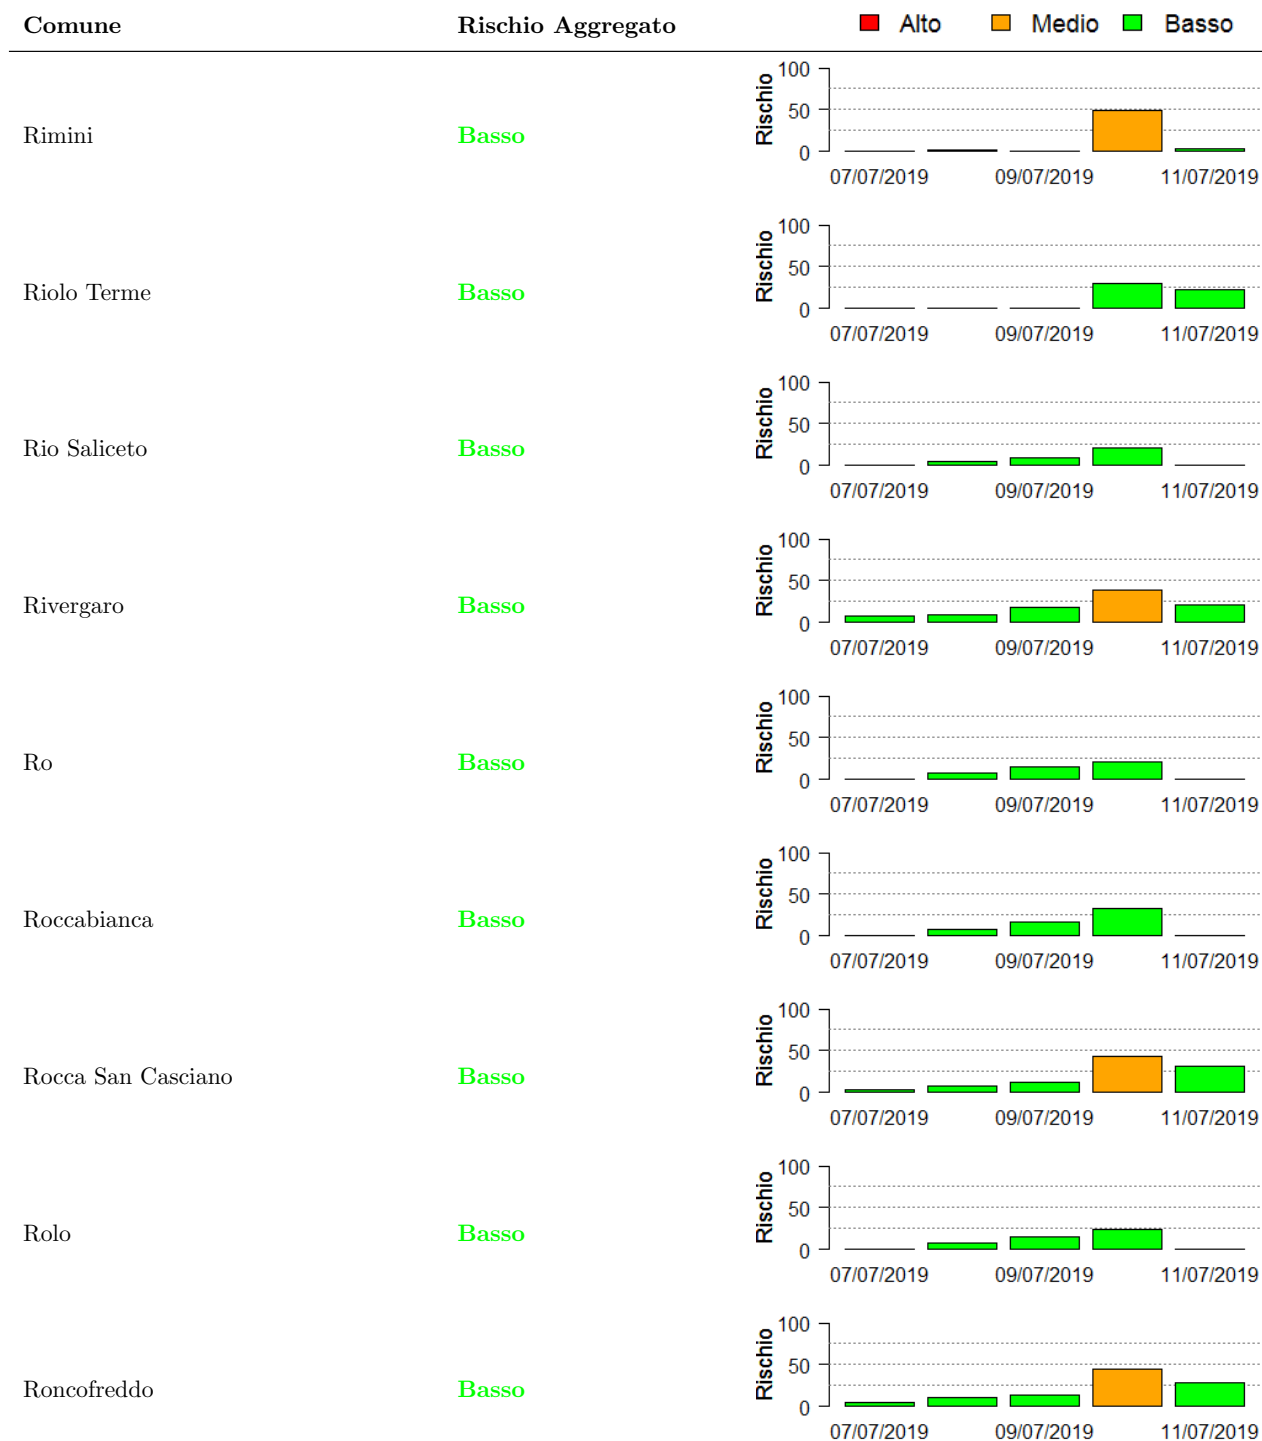 Comune Rischio Aggregato Alto Medio Basso
Rimini Basso Rischio 100 50 0
07/07/2019 09/07/2019 11/07/2019
Riolo Terme Basso Rischio 100 50 0
07/07/2019 09/07/2019 11/07/2019
Rio Saliceto Basso Rischio 100 50 0
07/07/2019 09/07/2019 11/07/2019
Rivergaro Basso Rischio 100 50 0
07/07/2019 09/07/2019 11/07/2019
Ro Basso Rischio 100 50 0
07/07/2019 09/07/2019 11/07/2019
Roccabianca Basso Rischio 100 50 0
07/07/2019 09/07/2019 11/07/2019
Rocca San Casciano Basso Rischio 100 50 0
07/07/2019 09/07/2019 11/07/2019
Rolo Basso Rischio 100 50 0
07/07/2019 09/07/2019 11/07/2019
Roncofreddo Basso Rischio 100 50 0
07/07/2019 09/07/2019 11/07/2019